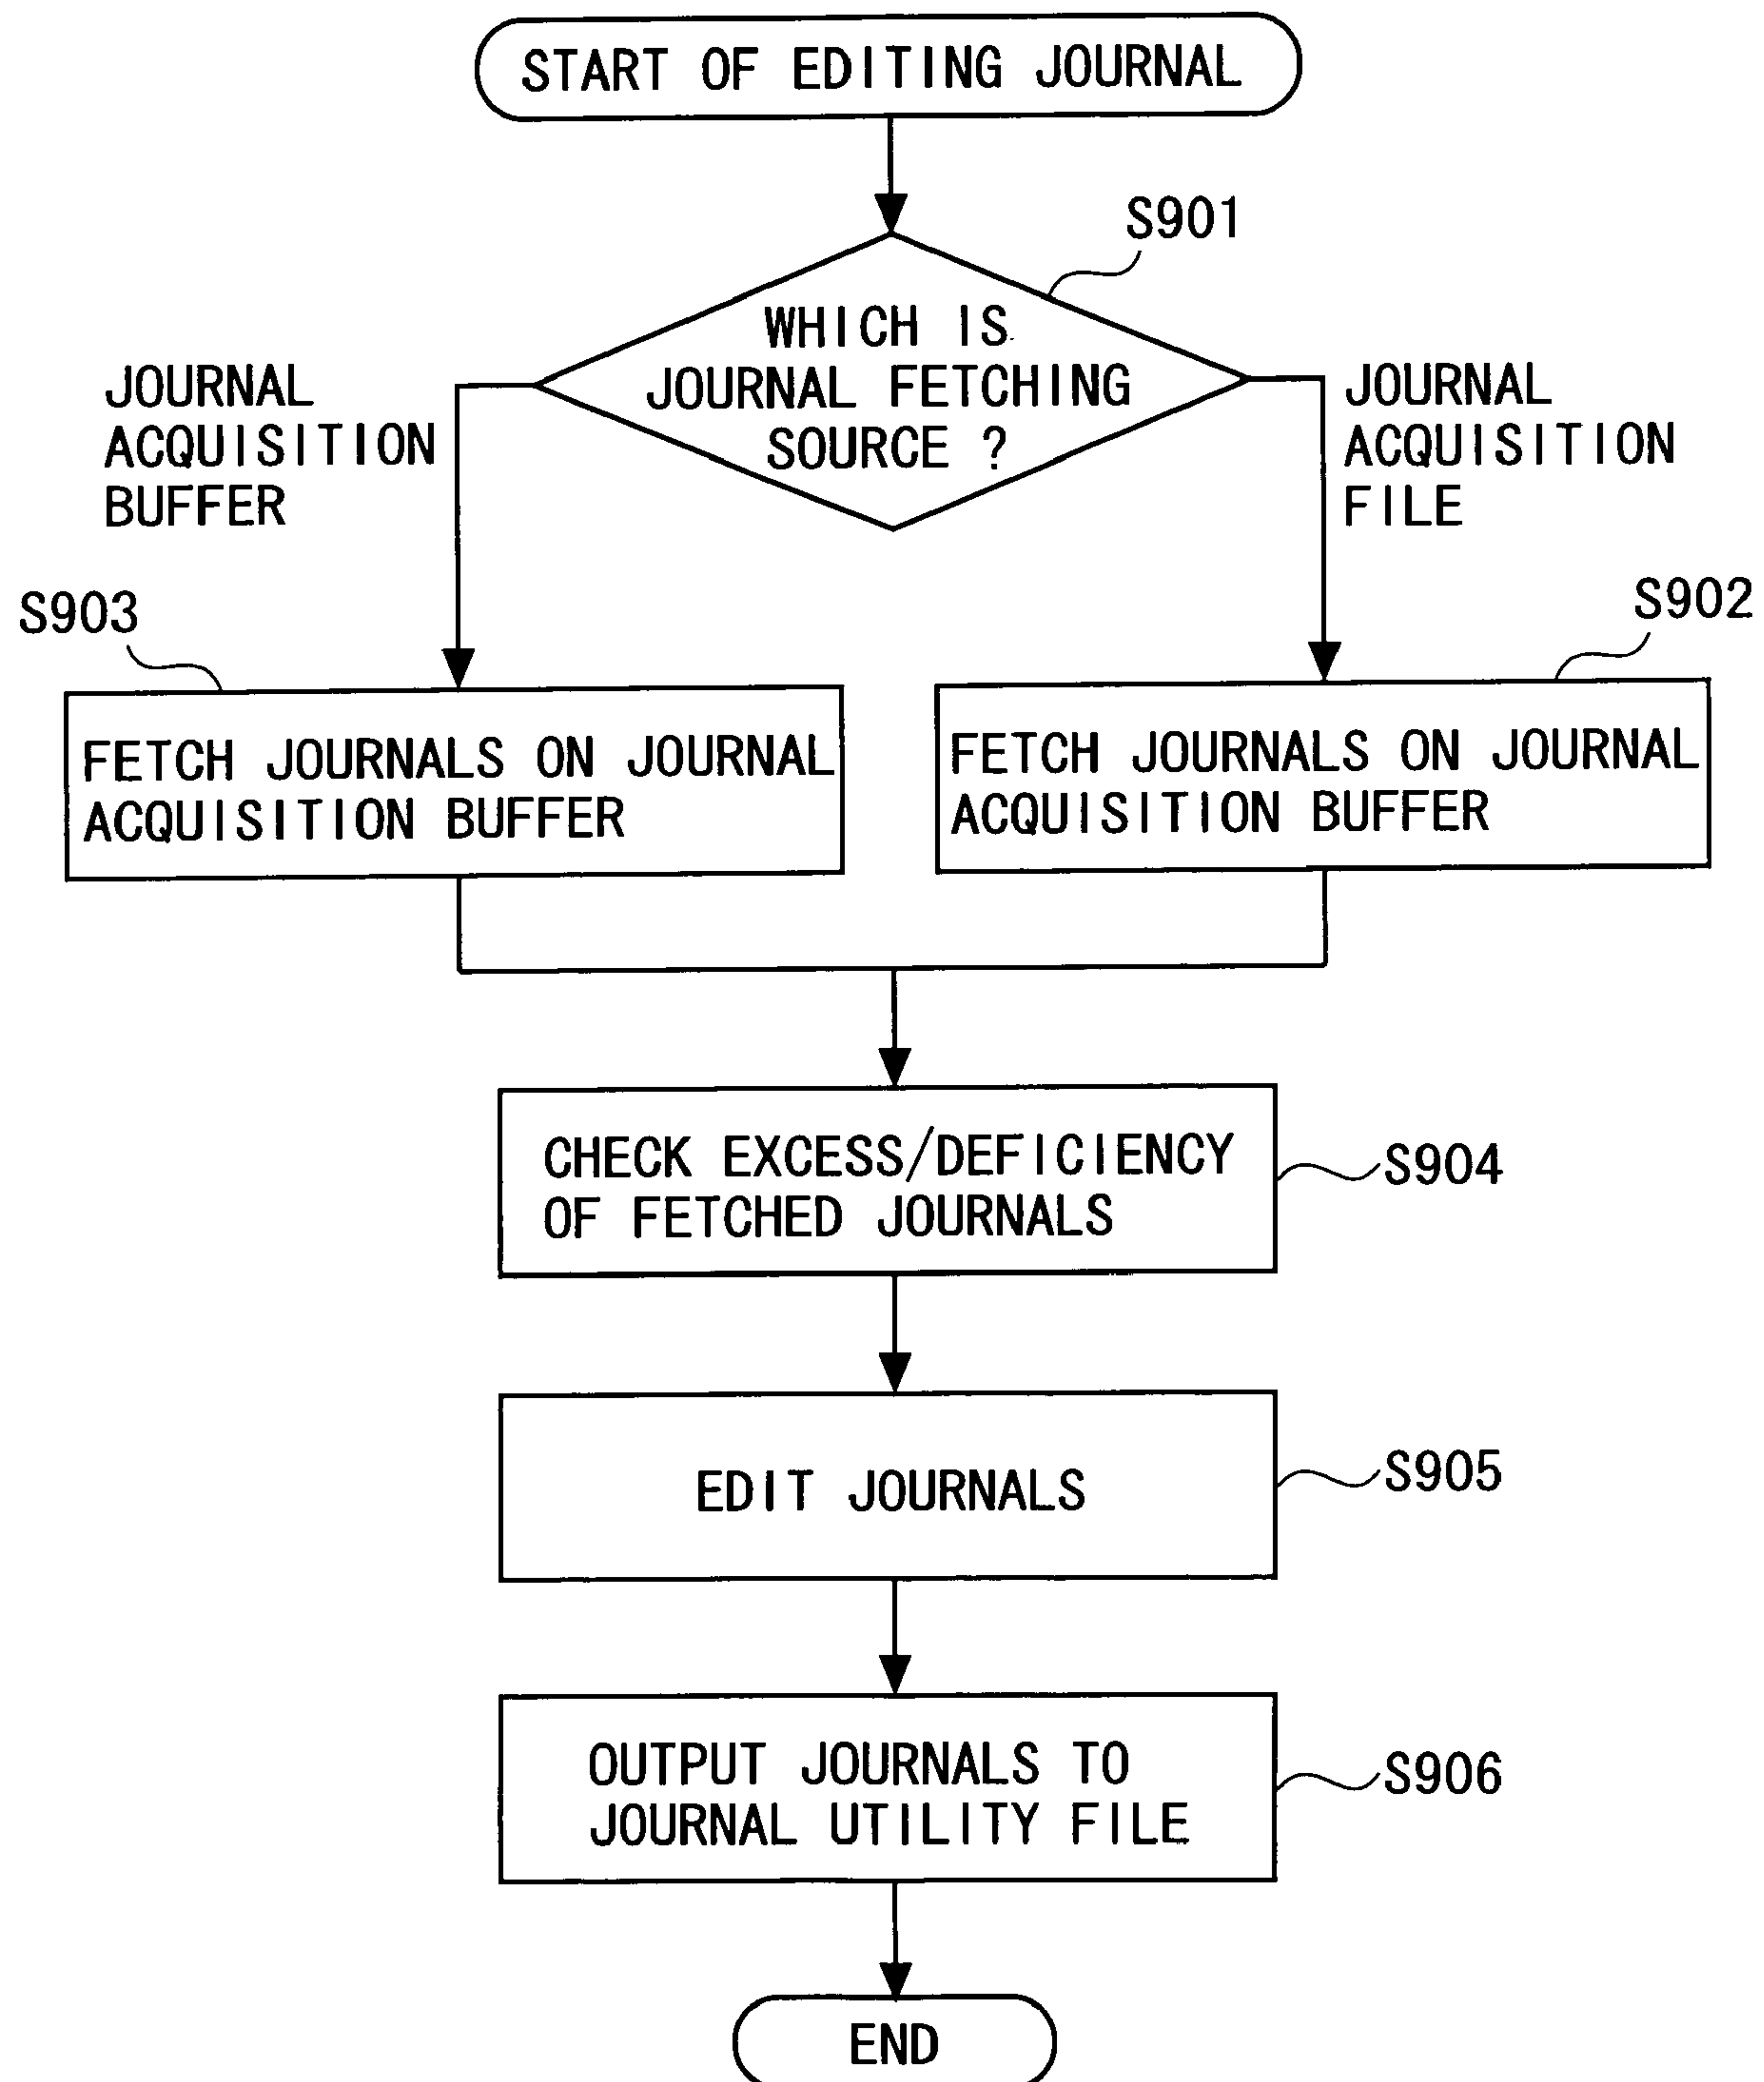 START OF EDITING JOURNAL
S901
WHICH IS
JOURNAL FETCHING
SOURCE ?
JOURNAL
ACQUISITION
BUFFER
JOURNAL
ACQUISITION
FILE
S903
S902
FETCH JOURNALS ON JOURNAL
ACQUISITION BUFFER
FETCH JOURNALS ON JOURNAL
ACQUISITION BUFFER
CHECK EXCESS/DEFICIENCY
OF FETCHED JOURNALS
S904
EDIT JOURNALS
S905
OUTPUT JOURNALS TO
JOURNAL UTILITY FILE
S906
END